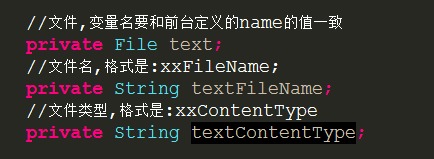 //文件,变量名要和前台定义的name的值一致
private File text;
//文件名,格式是:xxFileName;
private String textFileName;
//文件类型,格式是:xxContentType
private String textContentType;